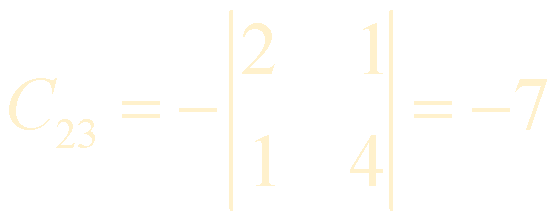 C₂₃ = −|2 1| = −7
|1 4|